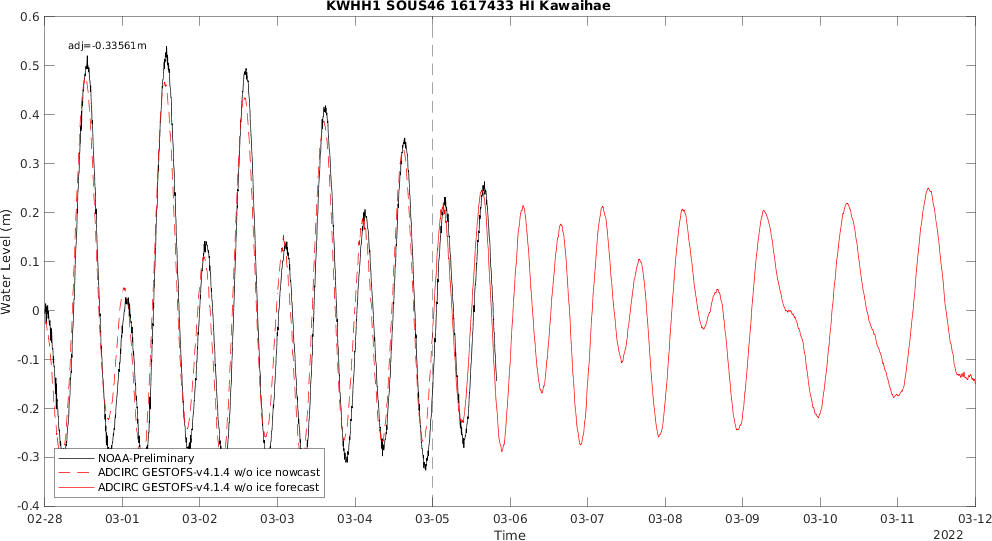 KWHH1 SOUS46 1617433 HI Kawaihae
adj=-0.33561m
0.6
0.5
0.4
0.3
0.2
0.1
0
-0.1
-0.2
-0.3
-0.4
Water Level (m)
NOAA-Preliminary
ADCIRC GESTOFS-v4.1.4 w/o ice nowcast
ADCIRC GESTOFS-v4.1.4 w/o ice forecast
02-28 03-01 03-02 03-03 03-04 03-05 03-06 03-07 03-08 03-09 03-10 03-11 03-12
Time
2022